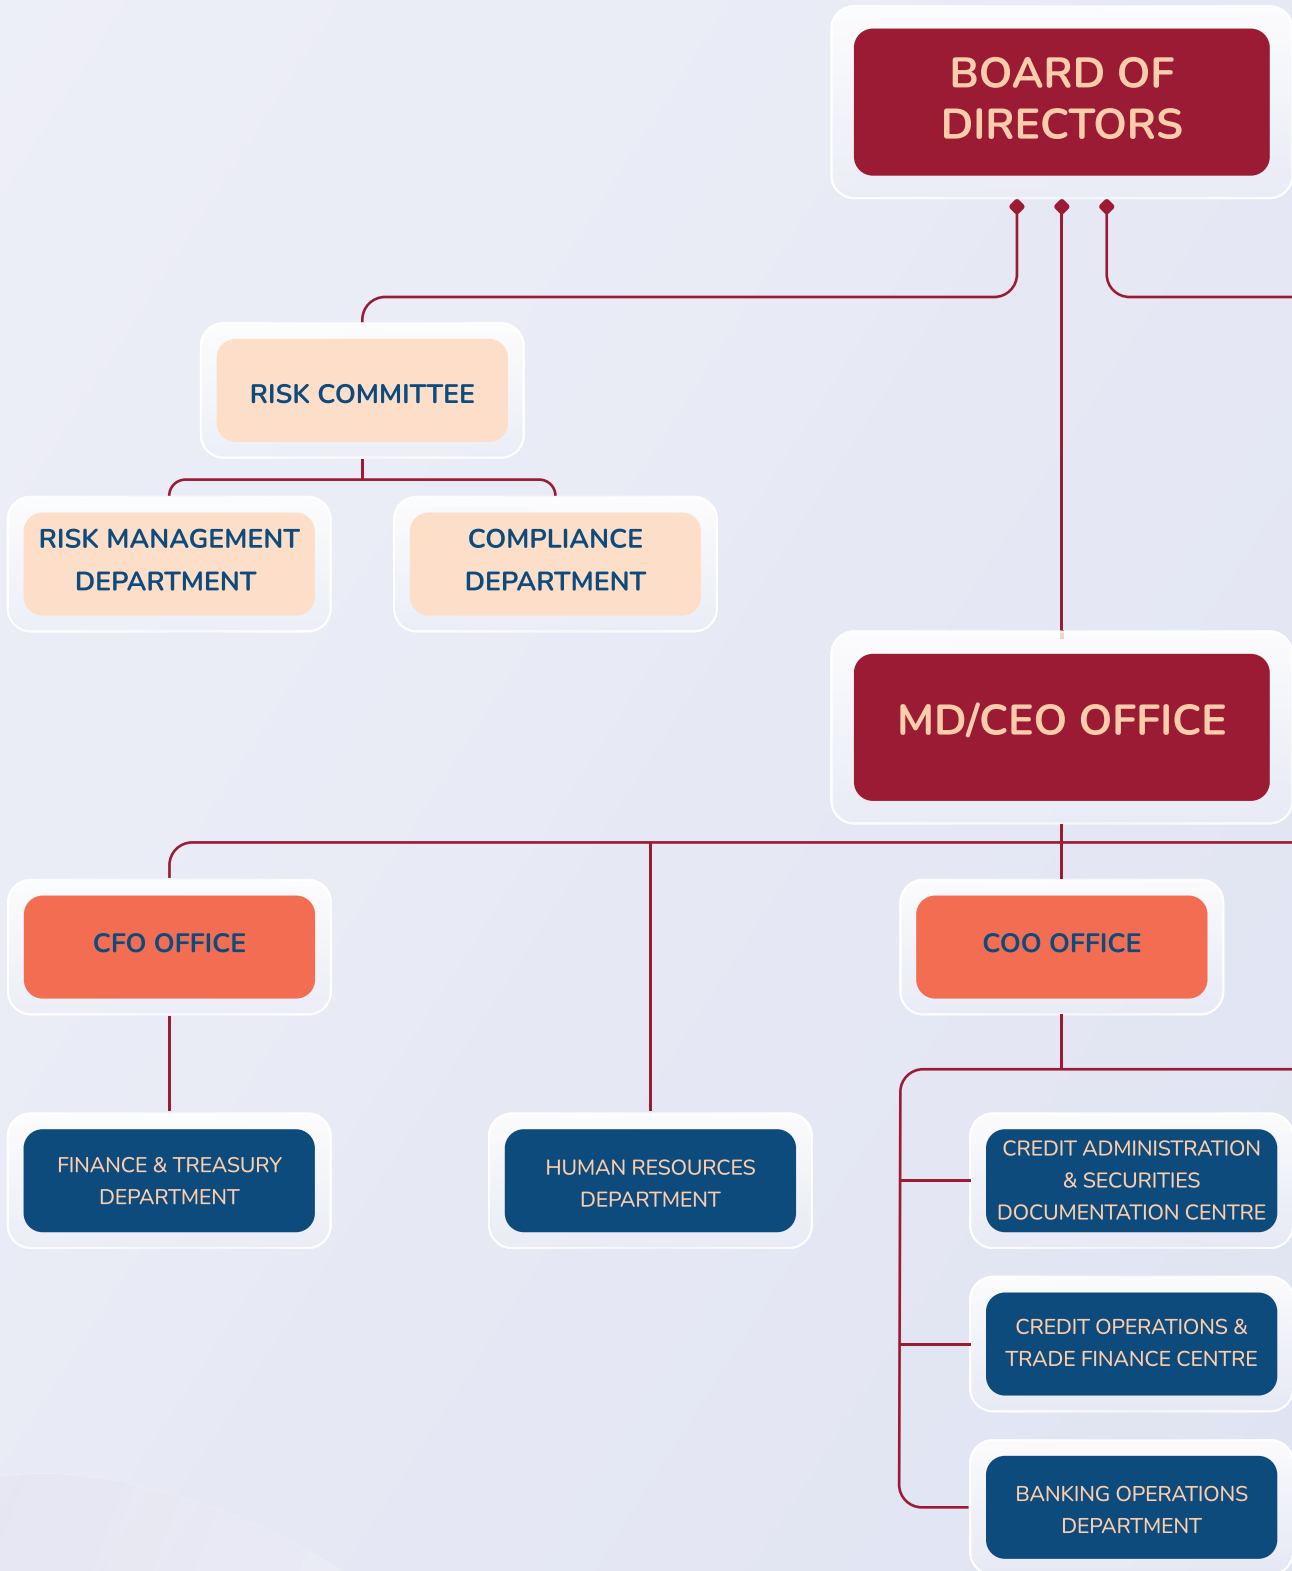 BOARD OF
DIRECTORS
RISK COMMITTEE
RISK MANAGEMENT
DEPARTMENT
COMPLIANCE
DEPARTMENT
MD/CEO OFFICE
CFO OFFICE
COO OFFICE
FINANCE & TREASURY
DEPARTMENT
HUMAN RESOURCES
DEPARTMENT
CREDIT ADMINISTRATION
& SECURITIES
DOCUMENTATION CENTRE
CREDIT OPERATIONS &
TRADE FINANCE CENTRE
BANKING OPERATIONS
DEPARTMENT